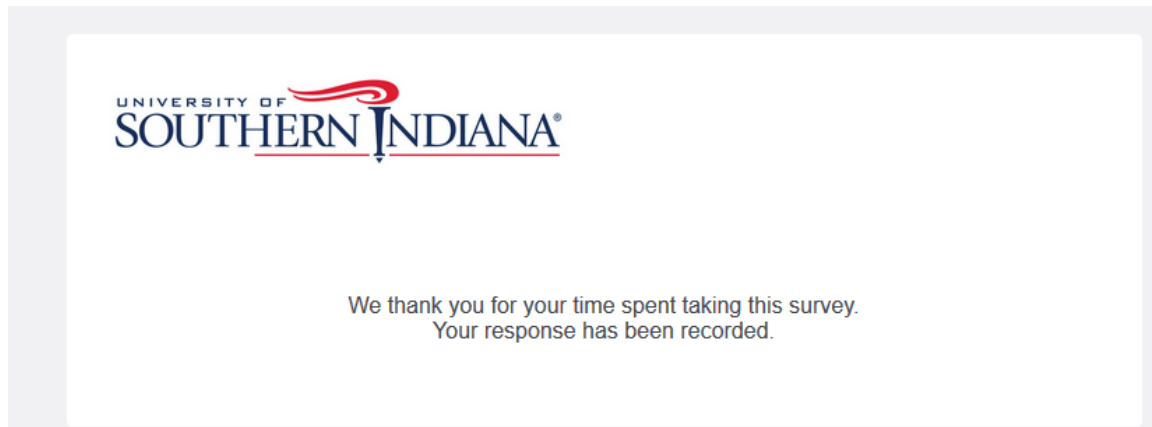 UNIVERSITY OF
SOUTHERN INDIANA®
We thank you for your time spent taking this survey.
Your response has been recorded.